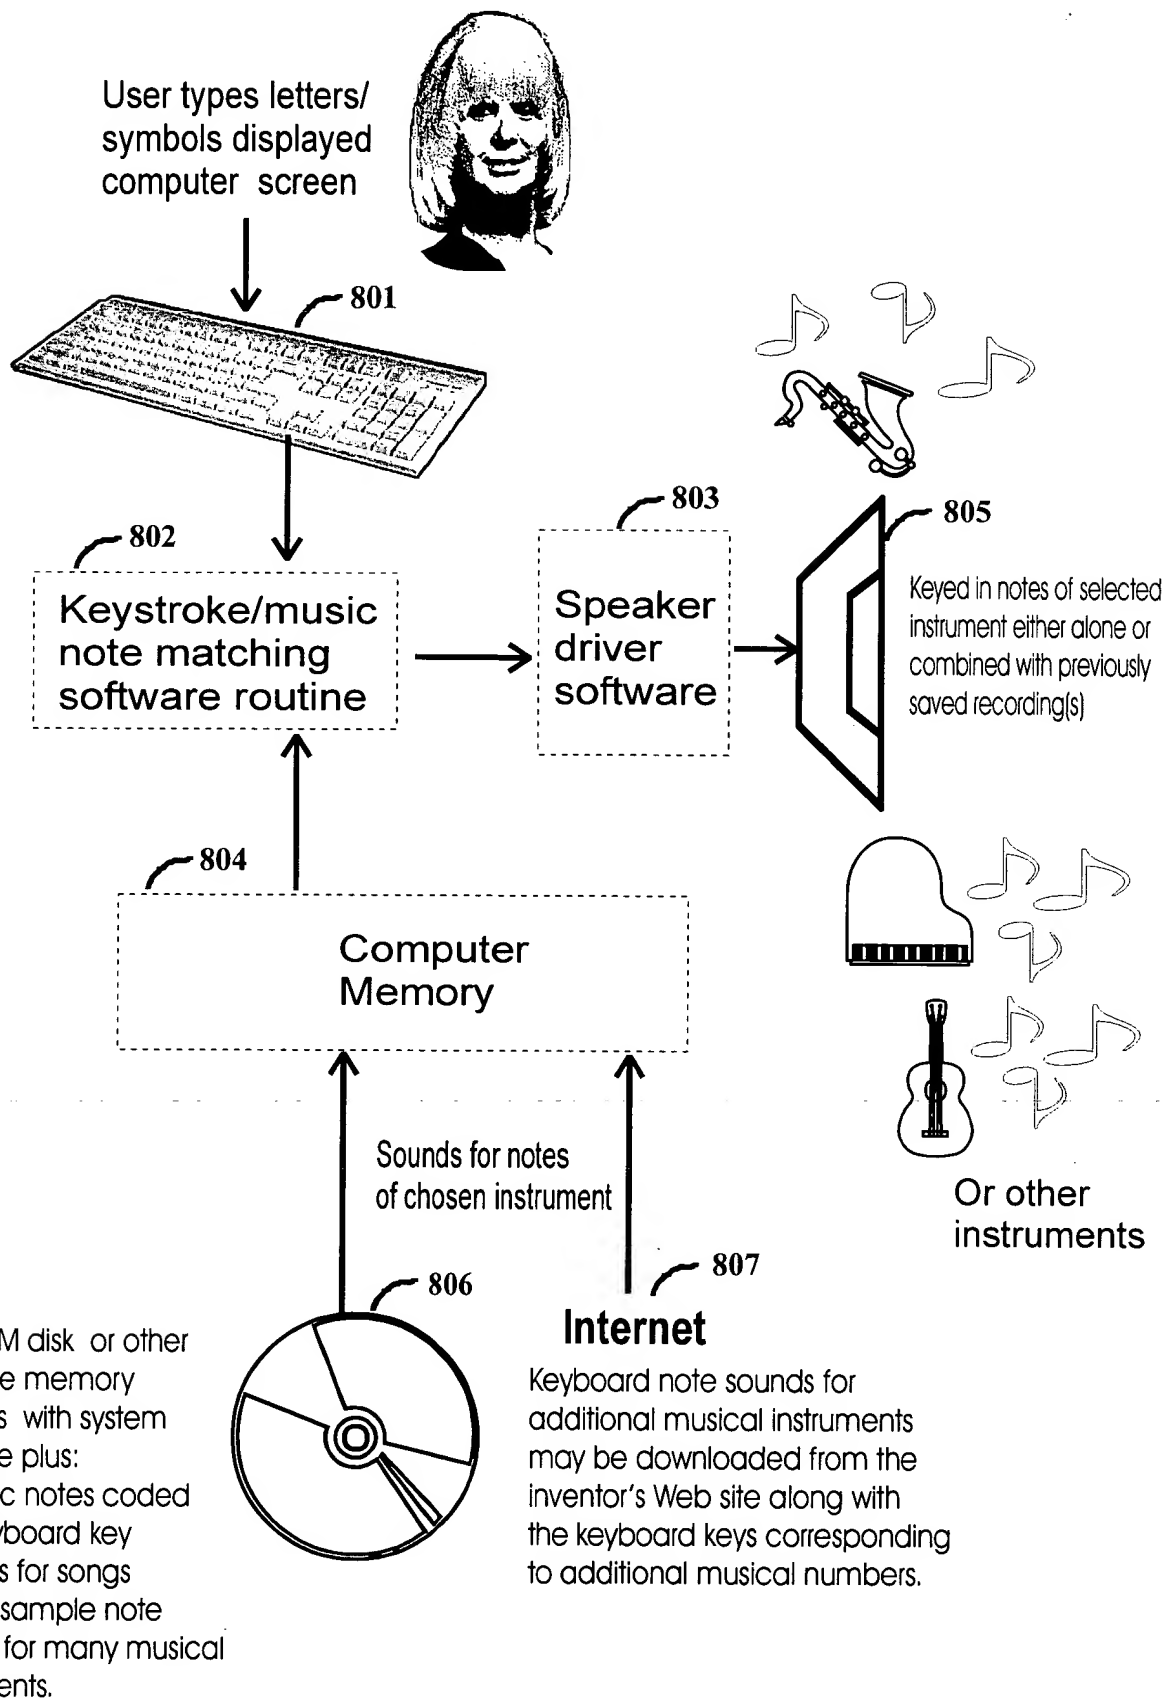 User types letters/
symbols displayed
computer screen
801
802
803
805
Keystroke/music
note matching
software routine
Speaker
driver
software
Keyed in notes of selected
instrument either alone or
combined with previously
saved recording(s)
804
Computer
Memory
Sounds for notes
of chosen instrument
Or other
instruments
806
807
Internet
M disk or other
e memory
s with system
e plus:
c notes coded
yboard key
s for songs
sample note
for many musical
ents.
Keyboard note sounds for
additional musical instruments
may be downloaded from the
inventor's Web site along with
the keyboard keys corresponding
to additional musical numbers.